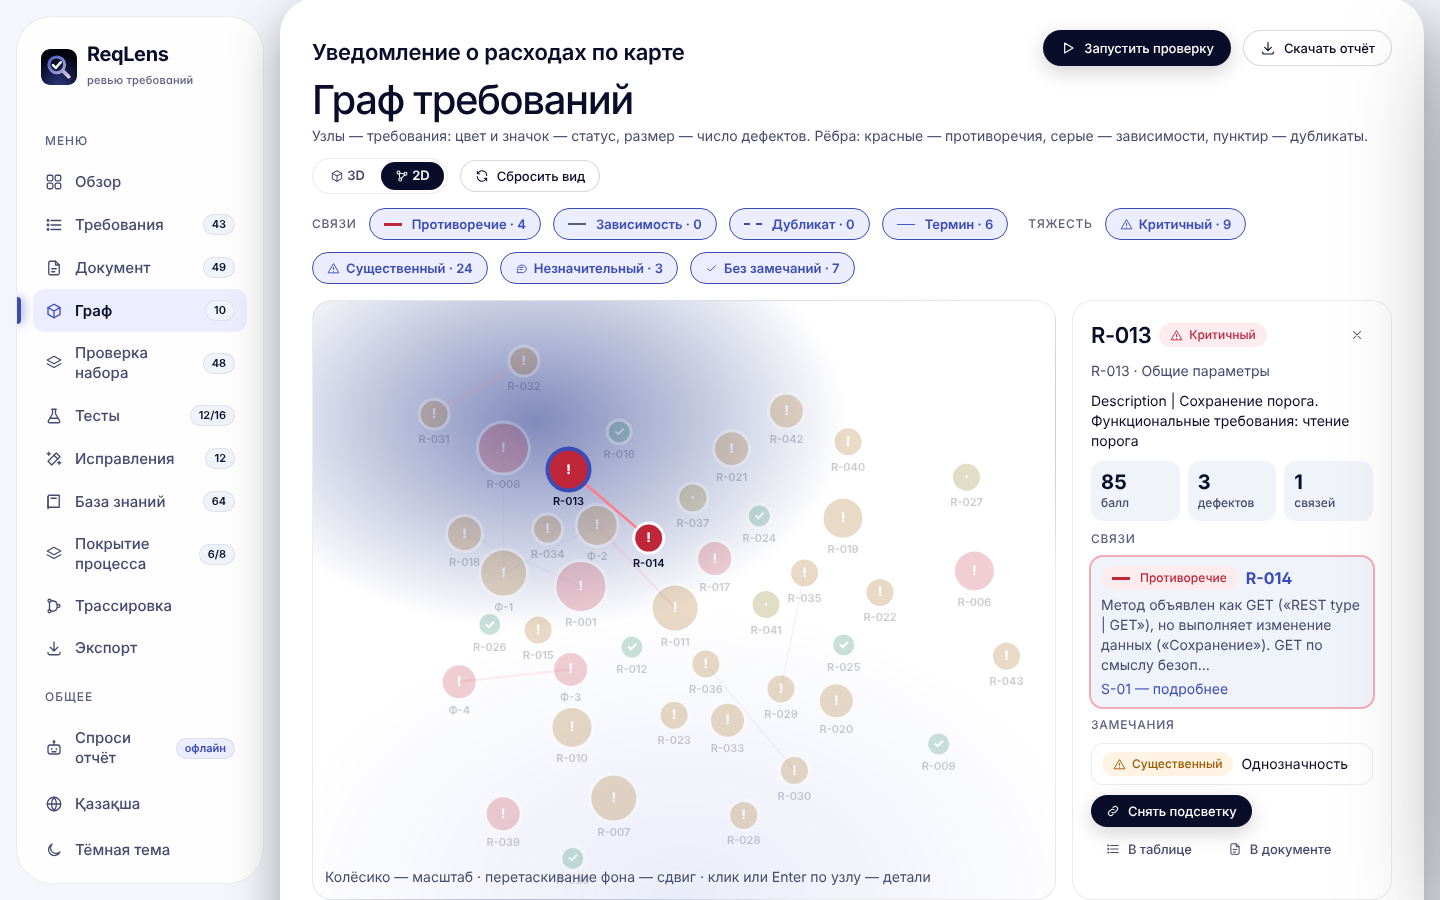 ReqLens
ревью требований
МЕНЮ
Обзор
Требования 43
Документ 49
Граф 10
Проверка набора 48
Тесты 12/16
Исправления 12
База знаний 64
Покрытие процесса 6/8
Трассировка
Экспорт
ОБЩЕЕ
Спроси отчёт офлайн
Қазақша
Тёмная тема
Уведомление о расходах по карте
Запустить проверку
Скачать отчёт
Граф требований
Узлы — требования: цвет и значок — статус, размер — число дефектов. Рёбра: красные — противоречия, серые — зависимости, пунктир — дубликаты.
3D 2D Сбросить вид
СВЯЗИ Противоречие · 4 Зависимость · 0 Дубликат · 0 Термин · 6 ТЯЖЕСТЬ Критичный · 9
Существенный · 24 Незначительный · 3 Без замечаний · 7
R-032
R-031
R-042
R-016
R-040
R-008
R-021
R-013
R-027
R-037
R-024
R-019
R-034
Ф-2
R-018
R-014
R-017
R-035
R-006
Ф-1
R-001
R-022
R-041
R-011
R-026
R-015
R-012
R-025
R-043
R-036
Ф-3
Ф-4
R-029
R-020
R-023
R-033
R-010
R-009
R-030
R-007
R-028
R-039
Колёсико — масштаб · перетаскивание фона — сдвиг · клик или Enter по узлу — детали
R-013 Критичный
R-013 · Общие параметры
Description | Сохранение порога.
Функциональные требования: чтение
порога
85 балл
3 дефектов
1 связей
СВЯЗИ
Противоречие R-014
Метод объявлен как GET («REST type
| GET»), но выполняет изменение
данных («Сохранение»). GET по
смыслу безоп...
S-01 — подробнее
ЗАМЕЧАНИЯ
Существенный Однозначность
Снять подсветку
В таблице В документе